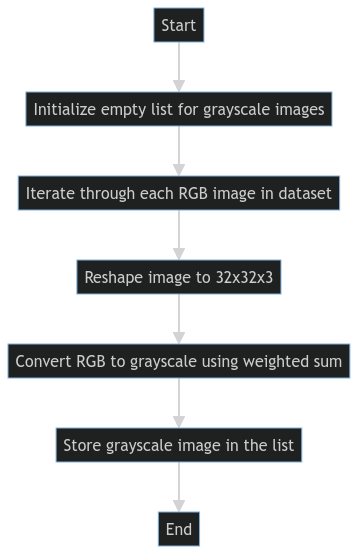 Start
Initialize empty list for grayscale images
Iterate through each RGB image in dataset
Reshape image to 32x32x3
Convert RGB to grayscale using weighted sum
Store grayscale image in the list
End